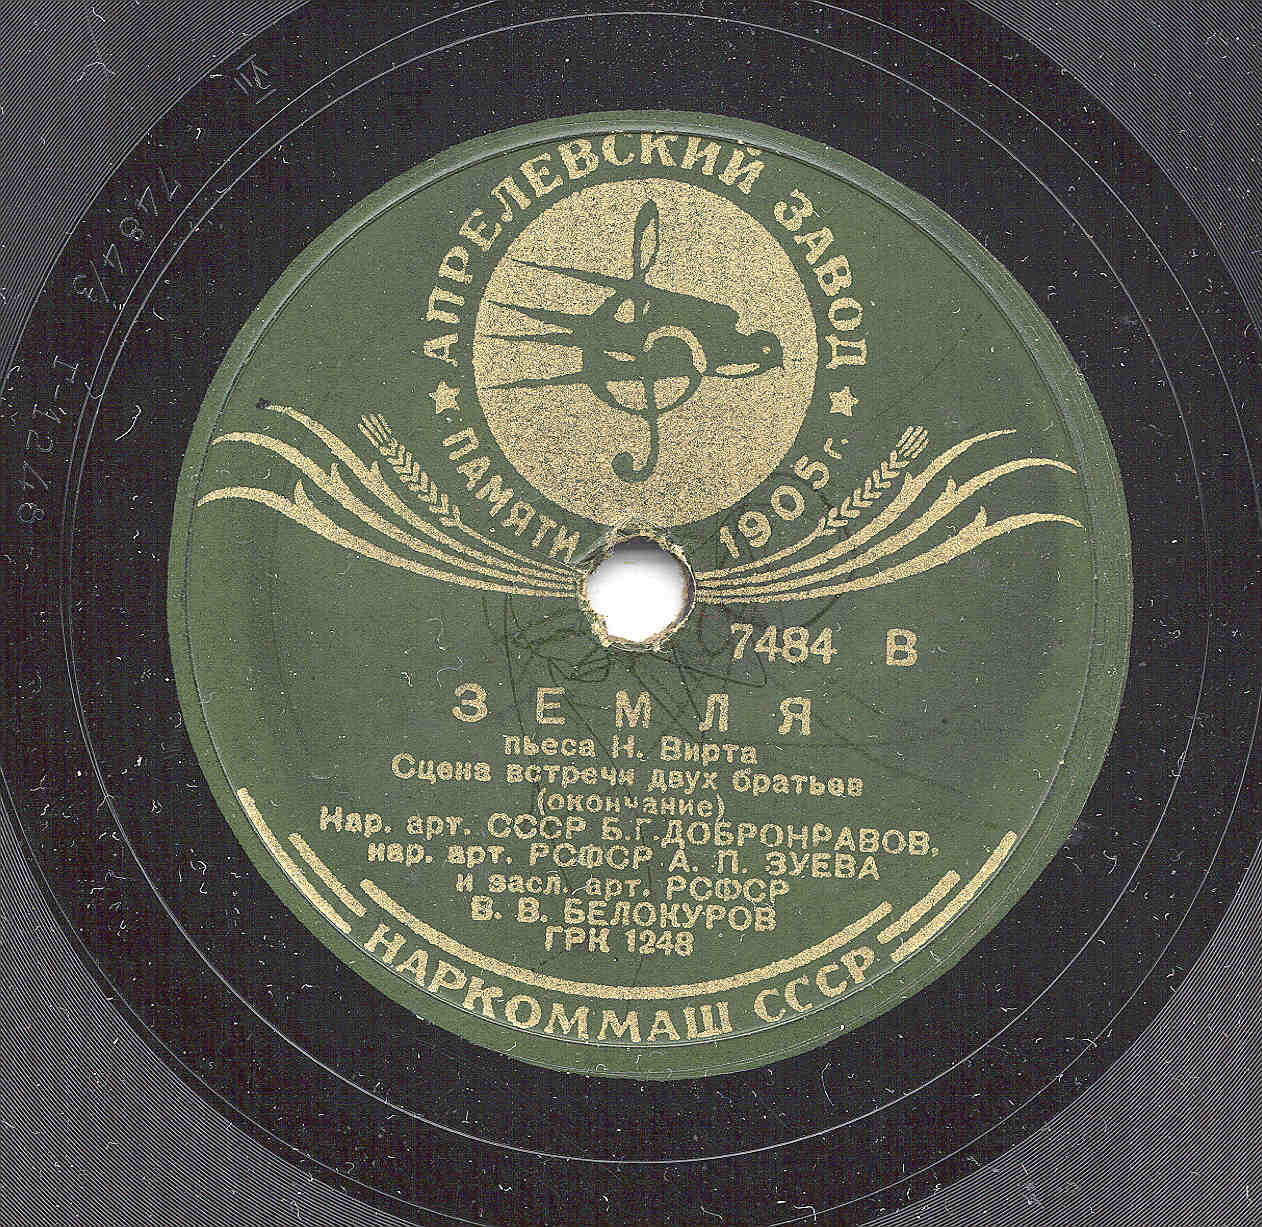 АПРЕЛЕВСКИЙ ЗАВОД
ПАМЯТИ 1905 г.
7484 В
ЗЕМЛЯ
пьеса Н. Вирта
Сцена встречи двух братьев
(окончание)
Нар. арт. СССР Б.Г.ДОБРОНРАВОВ,
нар. арт. РСФСР А. П. ЗУЕВА
и засл. арт. РСФСР
В. В. БЕЛОКУРОВ
ГРК 1248
НАРКОММАШ СССР
VII
7484/3
Г-1248